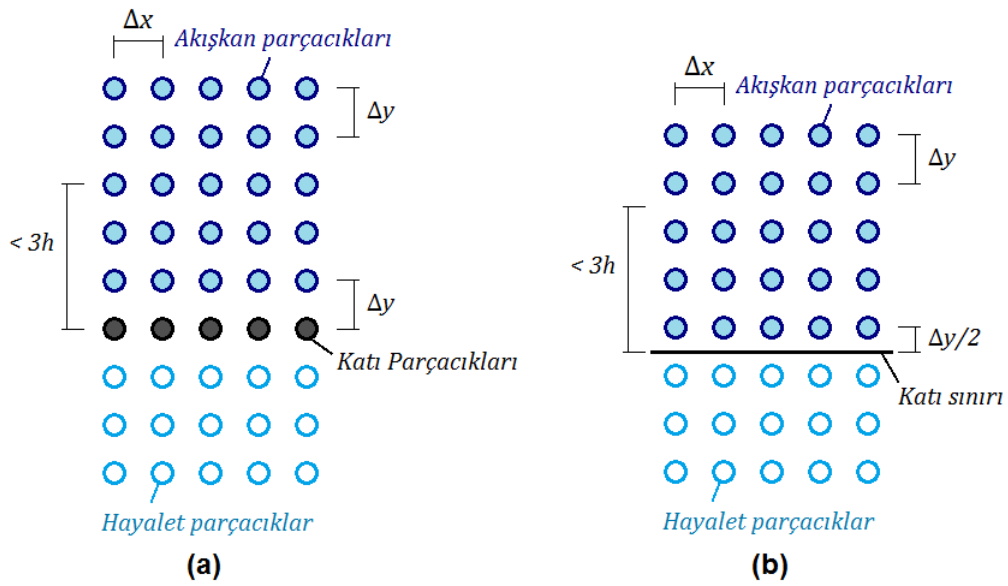 Δx
Akışkan parçacıkları
Δy
< 3h
Δy
Katı Parçacıkları
Hayalet parçacıklar
(a)
Δx
Akışkan parçacıkları
Δy
< 3h
Δy/2
Katı sınırı
Hayalet parçacıklar
(b)